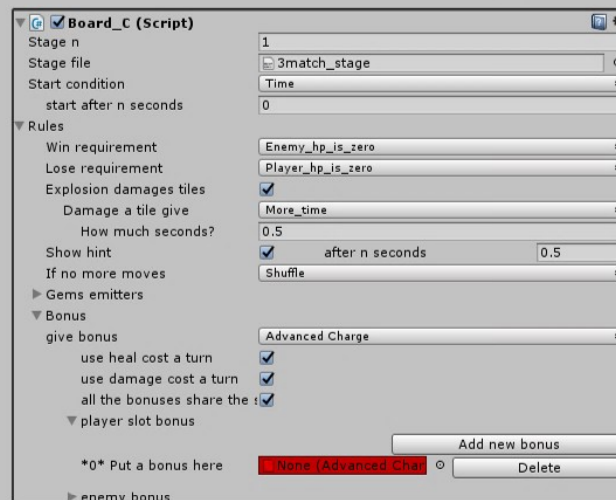 Board_C (Script)
Stage n 1
Stage file 3match_stage
Start condition Time
start after n seconds 0
Rules
Win requirement Enemy_hp_is_zero
Lose requirement Player_hp_is_zero
Explosion damages tiles
Damage a tile give More_time
How much seconds? 0.5
Show hint after n seconds 0.5
If no more moves Shuffle
Gems emitters
Bonus
give bonus Advanced Charge
use heal cost a turn
use damage cost a turn
all the bonuses share the s
player slot bonus
Add new bonus
*0* Put a bonus here None (Advanced Char Delete
enemy bonus